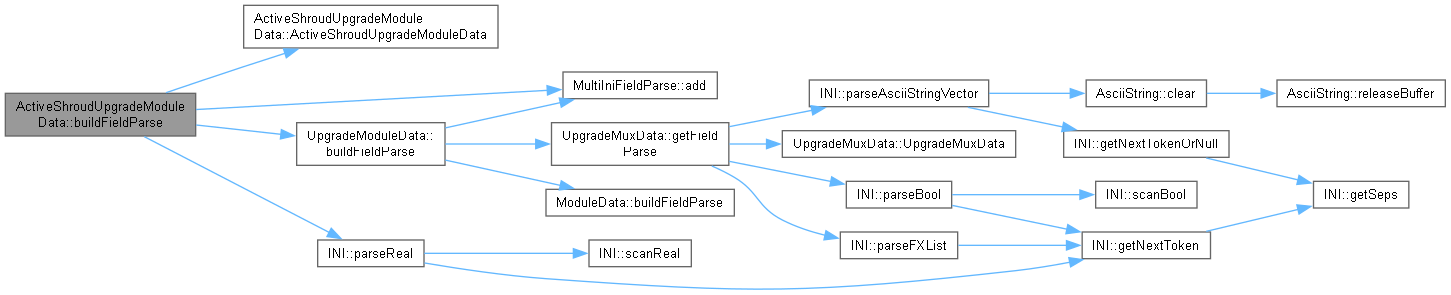 ActiveShroudUpgradeModule
Data::buildFieldParse
ActiveShroudUpgradeModule
Data::ActiveShroudUpgradeModuleData
MultiIniFieldParse::add
UpgradeModuleData::
buildFieldParse
UpgradeMuxData::getField
Parse
INI::parseAsciiStringVector
AsciiString::clear
AsciiString::releaseBuffer
INI::getNextTokenOrNull
INI::getSeps
UpgradeMuxData::UpgradeMuxData
INI::parseBool
INI::scanBool
INI::getNextToken
INI::parseFXList
ModuleData::buildFieldParse
INI::parseReal
INI::scanReal